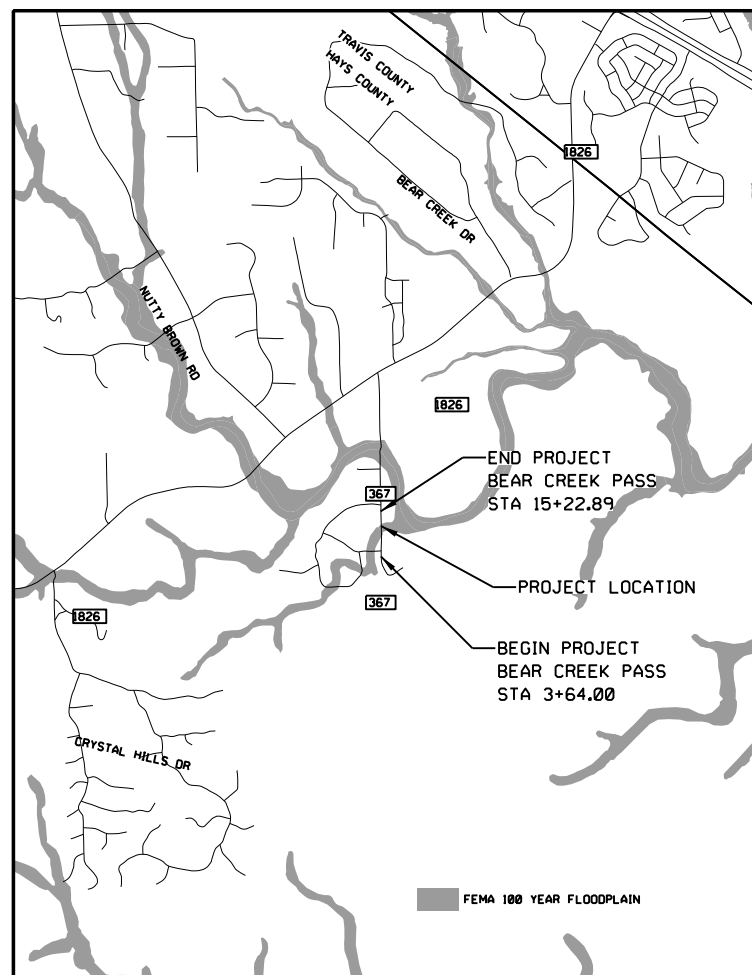 TRAVIS COUNTY
HAYS COUNTY
1826
BEAR CREEK DR
NUTTY BROWN RD
1826
END PROJECT
BEAR CREEK PASS
STA 15+22.89
367
PROJECT LOCATION
367
1826
BEGIN PROJECT
BEAR CREEK PASS
STA 3+64.00
CRYSTAL HILLS DR
FEMA 100 YEAR FLOODPLAIN